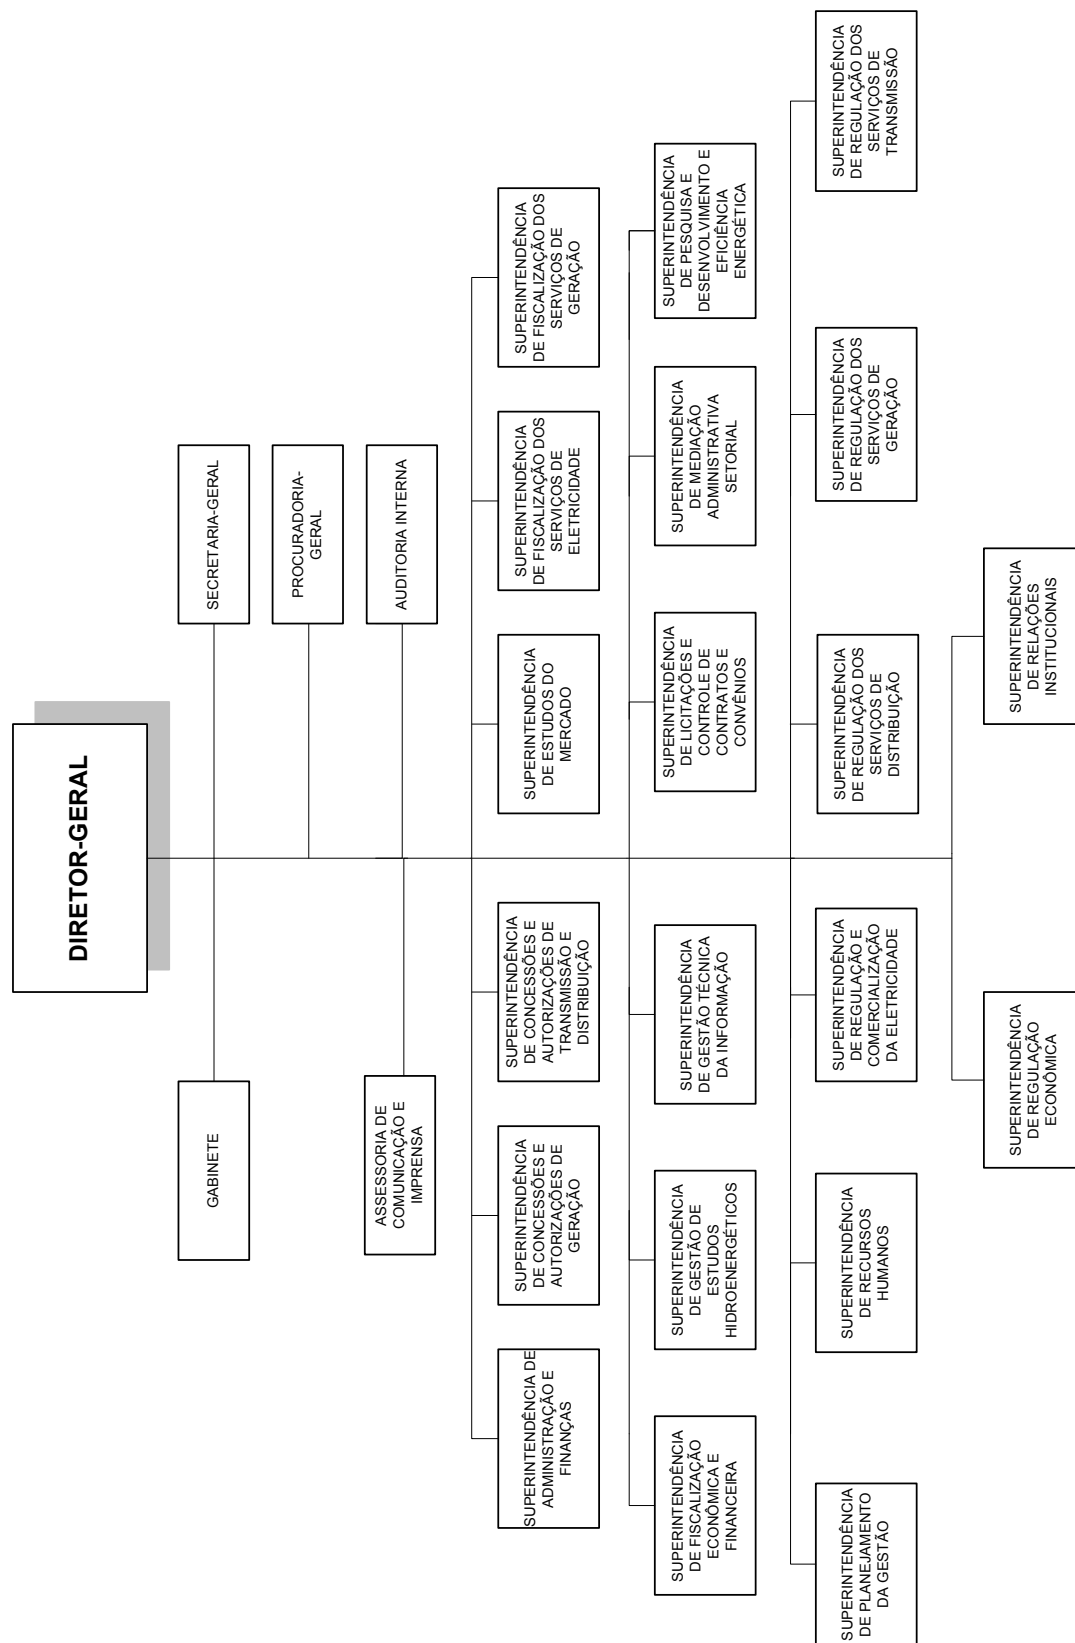 DIRETOR-GERAL
GABINETE
SECRETARIA-GERAL
PROCURADORIA-
GERAL
ASSESSORIA DE
COMUNICAÇÃO E
IMPRENSA
AUDITORIA INTERNA
SUPERINTENDÊNCIA DE
ADMINISTRAÇÃO E
FINANÇAS
SUPERINTENDÊNCIA
DE CONCESSÕES E
AUTORIZAÇÕES DE
GERAÇÃO
SUPERINTENDÊNCIA
DE CONCESSÕES E
AUTORIZAÇÕES DE
TRANSMISSÃO E
DISTRIBUIÇÃO
SUPERINTENDÊNCIA
DE ESTUDOS DO
MERCADO
SUPERINTENDÊNCIA
DE FISCALIZAÇÃO DOS
SERVIÇOS DE
ELETRICIDADE
SUPERINTENDÊNCIA
DE FISCALIZAÇÃO DOS
SERVIÇOS DE
GERAÇÃO
SUPERINTENDÊNCIA
DE FISCALIZAÇÃO
ECONÔMICA E
FINANCEIRA
SUPERINTENDÊNCIA
DE GESTÃO DE
ESTUDOS
HIDROENERGÉTICOS
SUPERINTENDÊNCIA
DE GESTÃO TÉCNICA
DA INFORMAÇÃO
SUPERINTENDÊNCIA
DE LICITAÇÕES E
CONTROLE DE
CONTRATOS E
CONVÊNIOS
SUPERINTENDÊNCIA
DE MEDIAÇÃO
ADMINISTRATIVA
SETORIAL
SUPERINTENDÊNCIA
DE PESQUISA E
DESENVOLVIMENTO E
EFICIÊNCIA
ENERGÉTICA
SUPERINTENDÊNCIA
DE PLANEJAMENTO
DA GESTÃO
SUPERINTENDÊNCIA
DE RECURSOS
HUMANOS
SUPERINTENDÊNCIA
DE REGULAÇÃO E
COMERCIALIZAÇÃO
DA ELETRICIDADE
SUPERINTENDÊNCIA
DE REGULAÇÃO DOS
SERVIÇOS DE
DISTRIBUIÇÃO
SUPERINTENDÊNCIA
DE REGULAÇÃO DOS
SERVIÇOS DE
GERAÇÃO
SUPERINTENDÊNCIA
DE REGULAÇÃO DOS
SERVIÇOS DE
TRANSMISSÃO
SUPERINTENDÊNCIA
DE REGULAÇÃO
ECONÔMICA
SUPERINTENDÊNCIA
DE RELAÇÕES
INSTITUCIONAIS